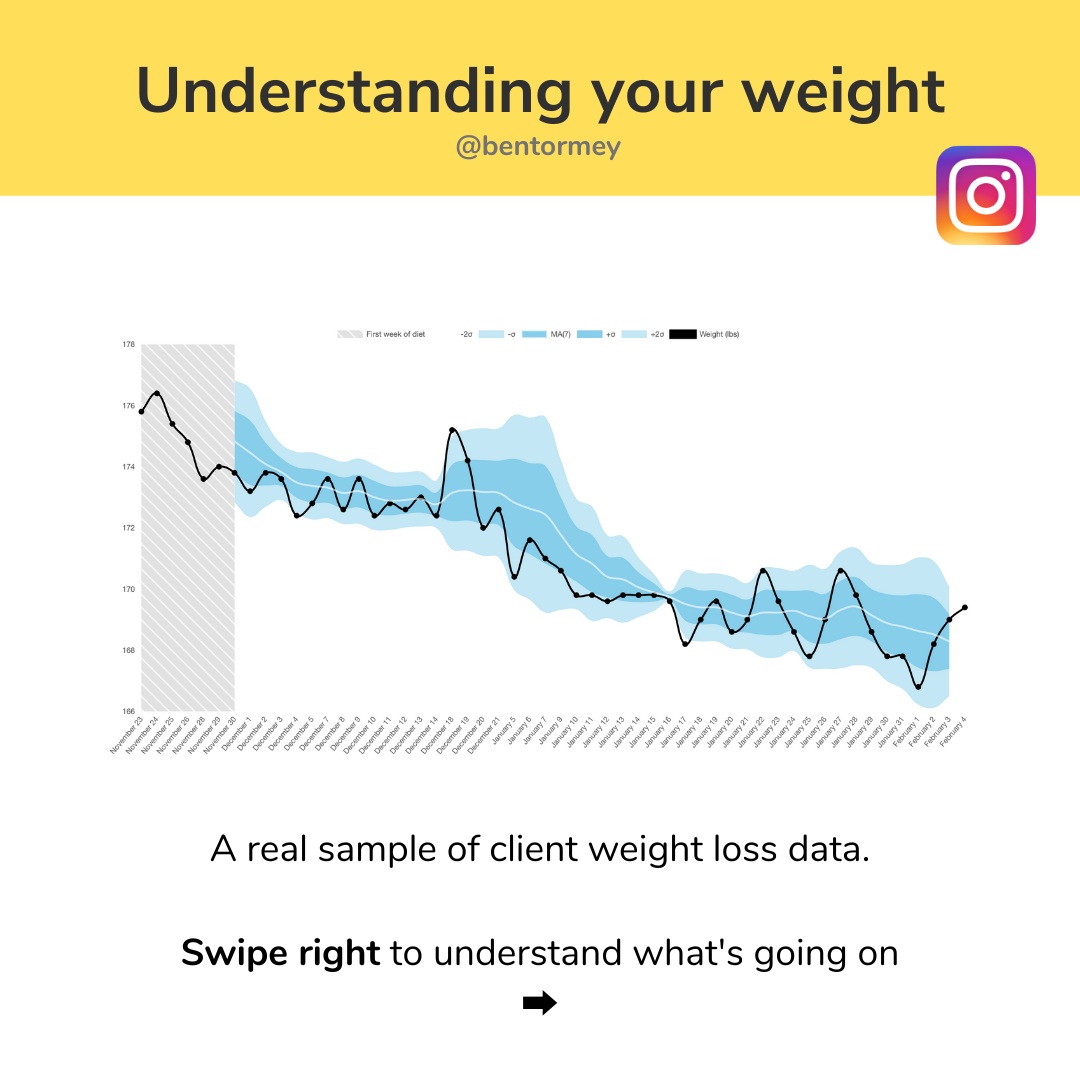 Understanding your weight
@bentormey
First week of diet -2σ -σ MA(7) +σ +2σ Weight (lbs)
178
176
174
172
170
168
166
November 23
November 24
November 25
November 26
November 28
November 29
November 30
December 1
December 2
December 3
December 4
December 5
December 7
December 8
December 9
December 10
December 11
December 12
December 13
December 14
December 18
December 19
December 20
December 21
January 5
January 6
January 7
January 9
January 10
January 11
January 12
January 13
January 14
January 15
January 16
January 17
January 18
January 19
January 20
January 21
January 22
January 23
January 24
January 25
January 26
January 27
January 28
January 29
January 30
January 31
February 1
February 2
February 3
February 4
A real sample of client weight loss data.
Swipe right to understand what's going on